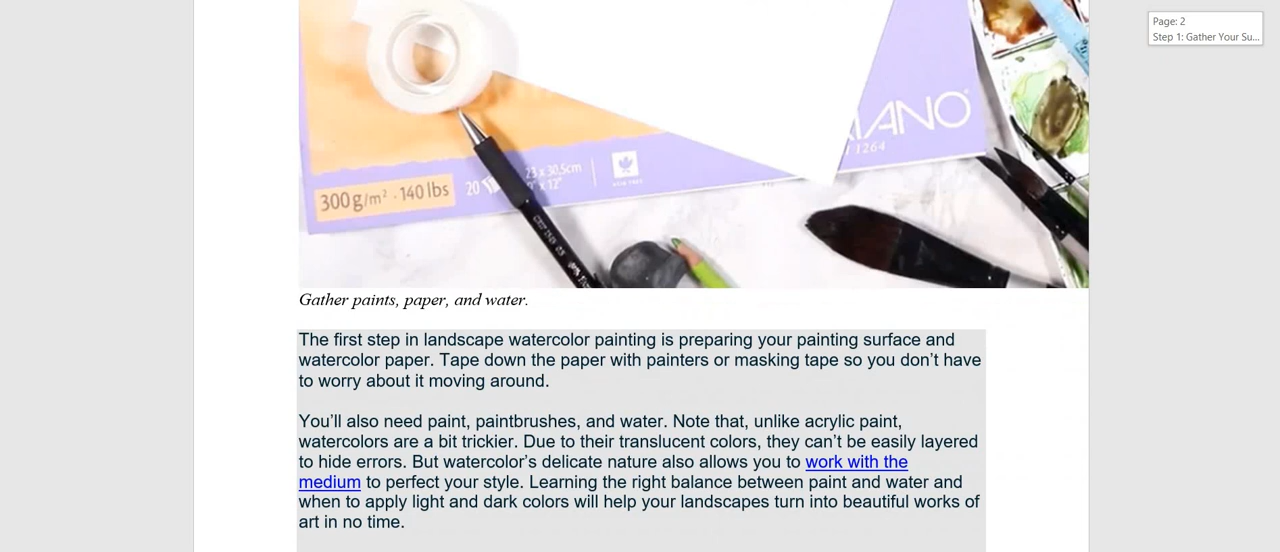 Page: 2
Step 1: Gather Your Su...
IANO
1264
300g/m² · 140 lbs
20
23 x 30,5cm
x 12"
Gather paints, paper, and water.
The first step in landscape watercolor painting is preparing your painting surface and
watercolor paper. Tape down the paper with painters or masking tape so you don’t have
to worry about it moving around.
You’ll also need paint, paintbrushes, and water. Note that, unlike acrylic paint,
watercolors are a bit trickier. Due to their translucent colors, they can’t be easily layered
to hide errors. But watercolor’s delicate nature also allows you to work with the
medium to perfect your style. Learning the right balance between paint and water and
when to apply light and dark colors will help your landscapes turn into beautiful works of
art in no time.